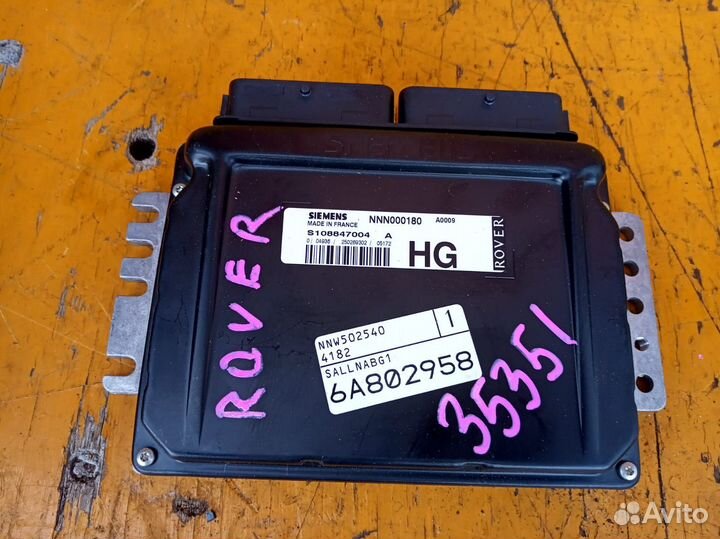 SIEMENS NNN000180 A0009
MADE IN FRANCE
S108847004 A
HG
ROVER
NNW502540
4182
SALLNABG1
1
6A802958
ROVER
35351
Avito